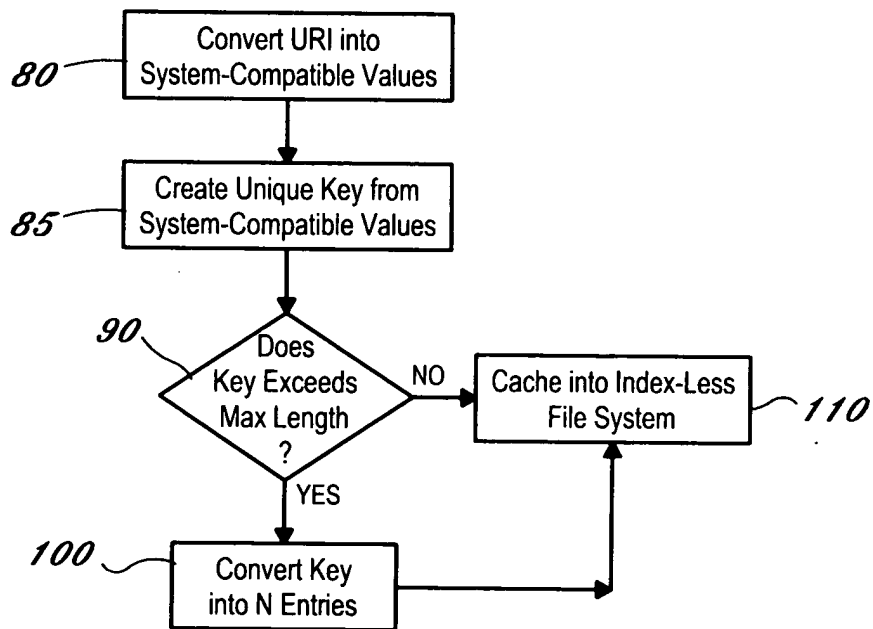 Convert URI into
System-Compatible Values
80
Create Unique Key from
System-Compatible Values
85
90
Does
Key Exceeds
Max Length
?
NO
Cache into Index-Less
File System
110
YES
100
Convert Key
into N Entries